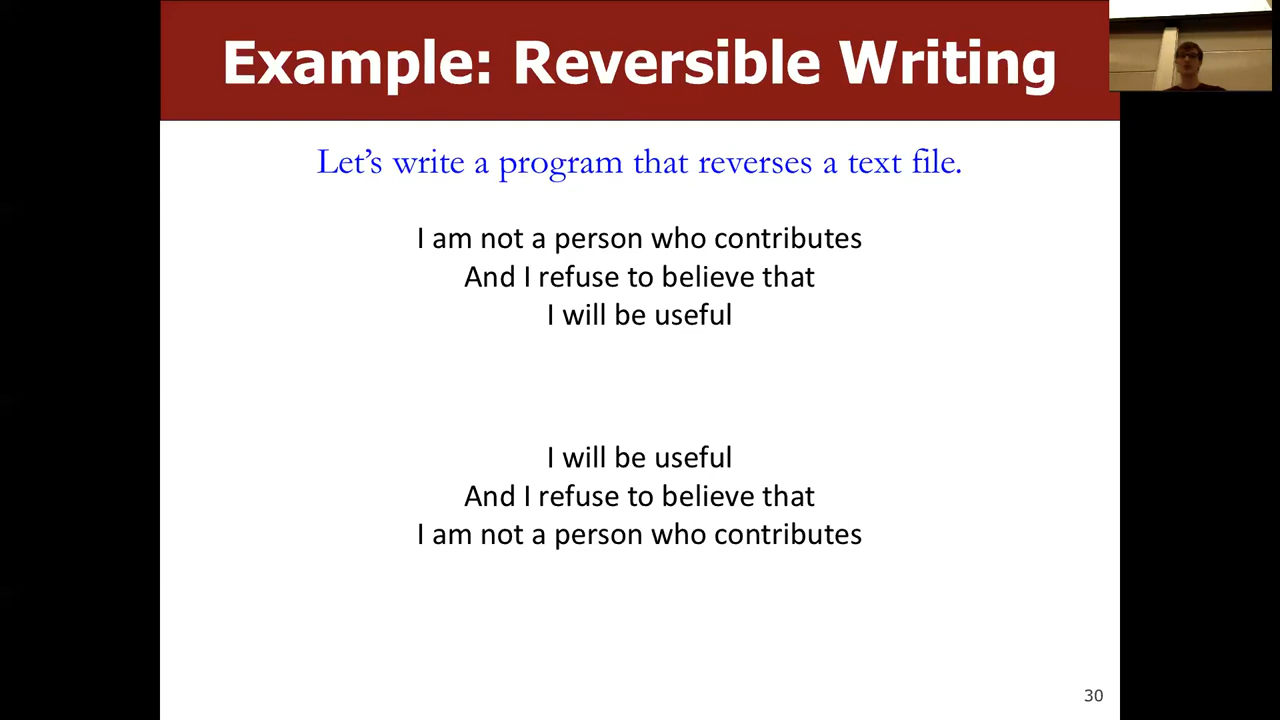 Example: Reversible Writing
Let’s write a program that reverses a text file.
I am not a person who contributes
And I refuse to believe that
I will be useful
I will be useful
And I refuse to believe that
I am not a person who contributes
30